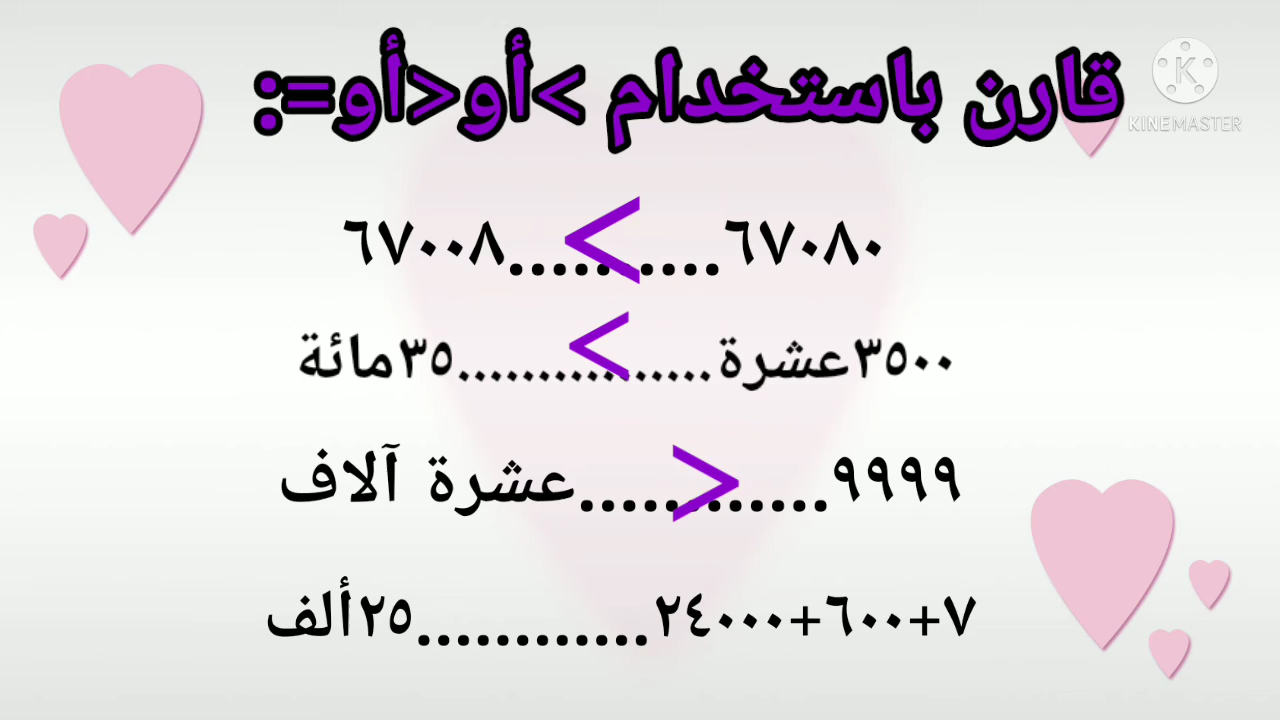 قارن باستخدام >أو<أو=:
٦٧٠٨٠.....>.....٦٧٠٠٨
٣٥٠٠عشرة.......>.......٣٥مائة
٩٩٩٩.....<.......عشرة آلاف
٧+٦٠٠+٢٤٠٠٠............٢٥ألف
KINEMASTER